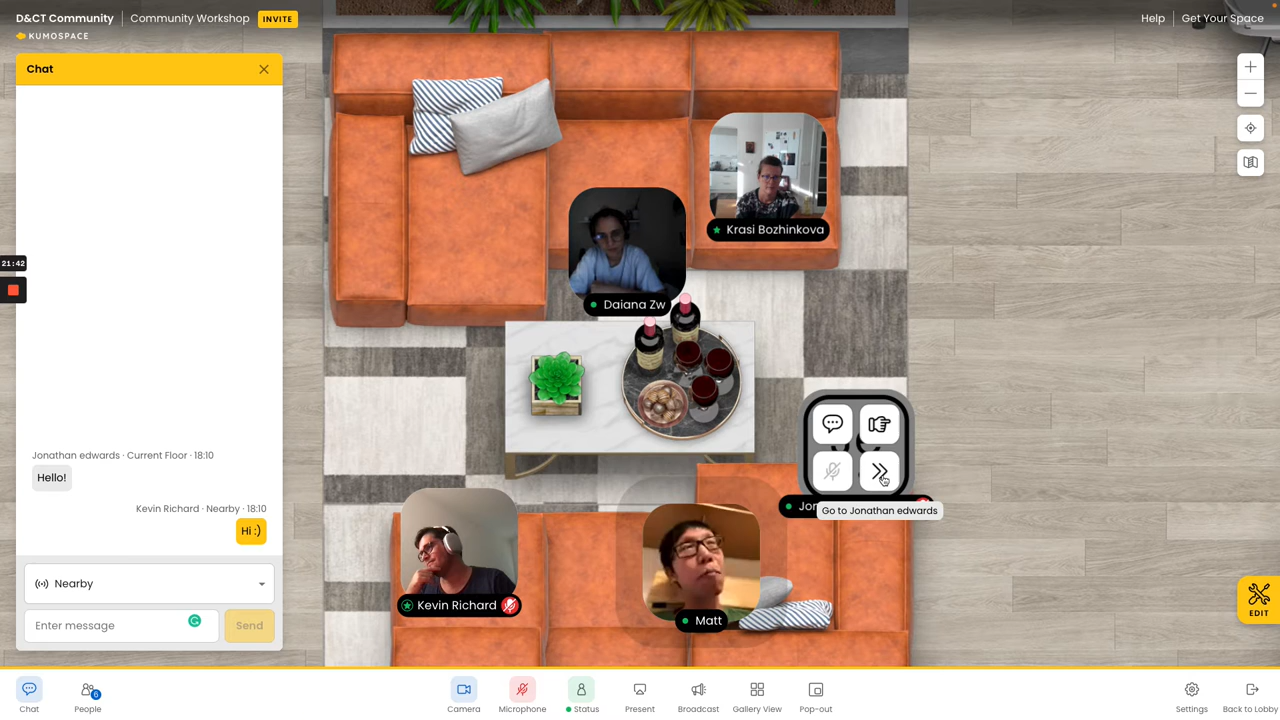 D&CT Community
Community Workshop
INVITE
KUMOSPACE
Help
Get Your Space
Chat
21:42
Krasi Bozhinkova
Daiana Zw
Jonathan edwards · Current Floor · 18:10
Hello!
Kevin Richard · Nearby · 18:10
Hi :)
Nearby
Enter message
Send
Jon
Go to Jonathan edwards
Kevin Richard
Matt
EDIT
Chat
6
People
Camera
Microphone
Status
Present
Broadcast
Gallery View
Pop-out
Settings
Back to Lobby